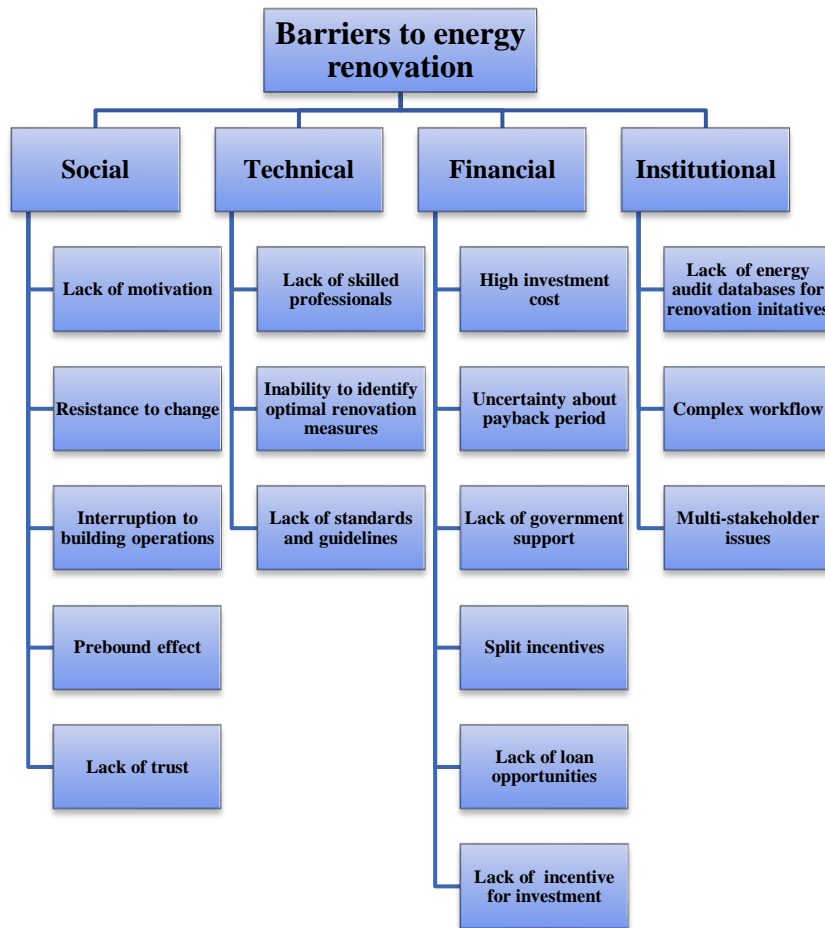 Barriers to energy
renovation
Social
Technical
Financial
Institutional
Lack of motivation
Resistance to change
Interruption to
building operations
Prebound effect
Lack of trust
Lack of skilled
professionals
Inability to identify
optimal renovation
measures
Lack of standards
and guidelines
High investment
cost
Uncertainty about
payback period
Lack of government
support
Split incentives
Lack of loan
opportunities
Lack of incentive
for investment
Lack of energy
audit databases for
renovation initatives
Complex workflow
Multi-stakeholder
issues